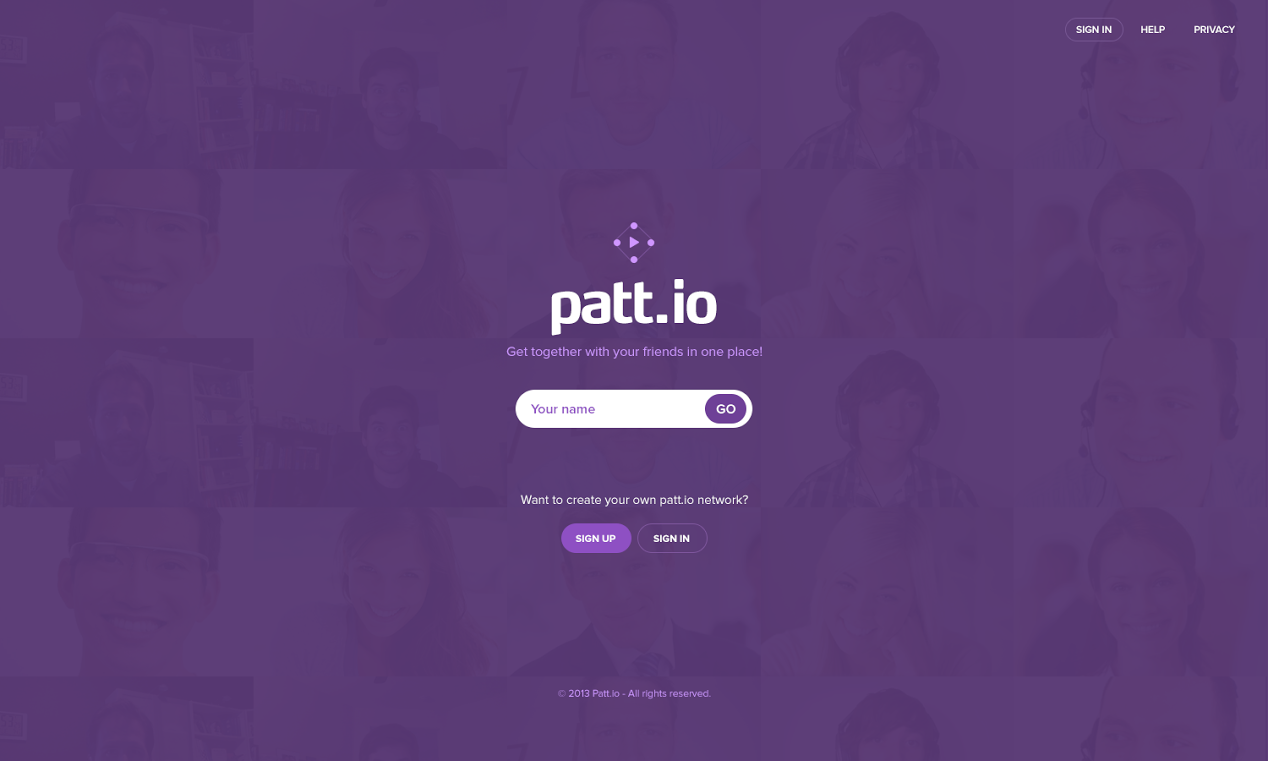 SIGN IN HELP PRIVACY
patt.io
Get together with your friends in one place!
Your name GO
Want to create your own patt.io network?
SIGN UP SIGN IN
© 2013 Patt.io - All rights reserved.